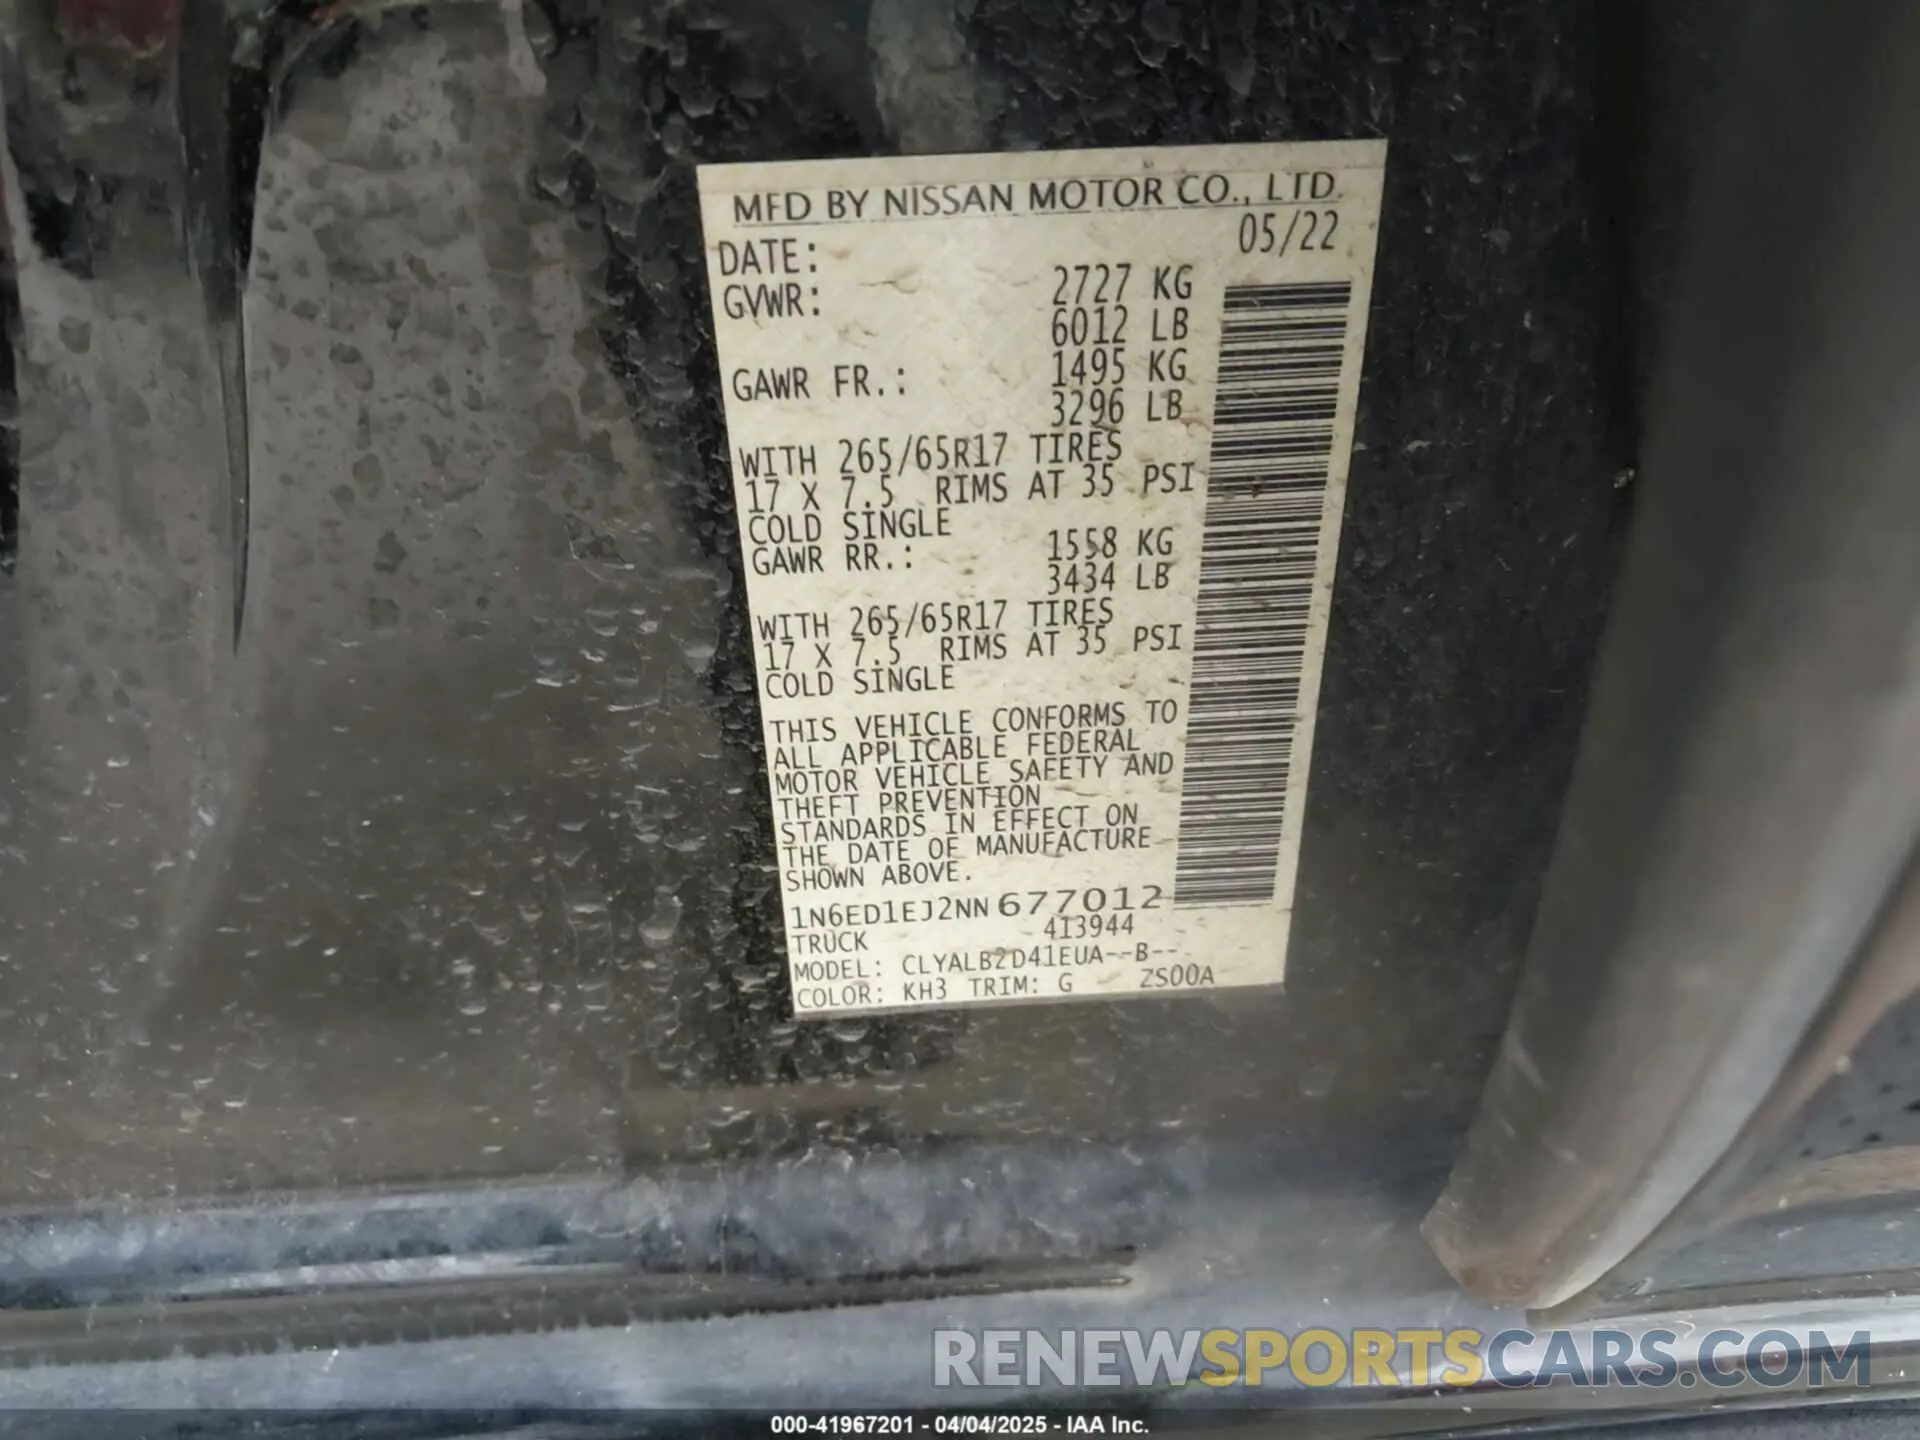 MFD BY NISSAN MOTOR CO., LTD.
DATE: 05/22
GVWR: 2727 KG
6012 LB
GAWR FR.: 1495 KG
3296 LB
WITH 265/65R17 TIRES
17 X 7.5 RIMS AT 35 PSI
COLD SINGLE
GAWR RR.: 1558 KG
3434 LB
WITH 265/65R17 TIRES
17 X 7.5 RIMS AT 35 PSI
COLD SINGLE
THIS VEHICLE CONFORMS TO
ALL APPLICABLE FEDERAL
MOTOR VEHICLE SAFETY AND
THEFT PREVENTION
STANDARDS IN EFFECT ON
THE DATE OF MANUFACTURE
SHOWN ABOVE.
1N6ED1EJ2NN677012
TRUCK 4I3944
MODEL: CLYALB2D41EUA--B--
COLOR: KH3 TRIM: G ZS00A
RENEWSPORTSCARS.COM
000-41967201 - 04/04/2025 - IAA Inc.